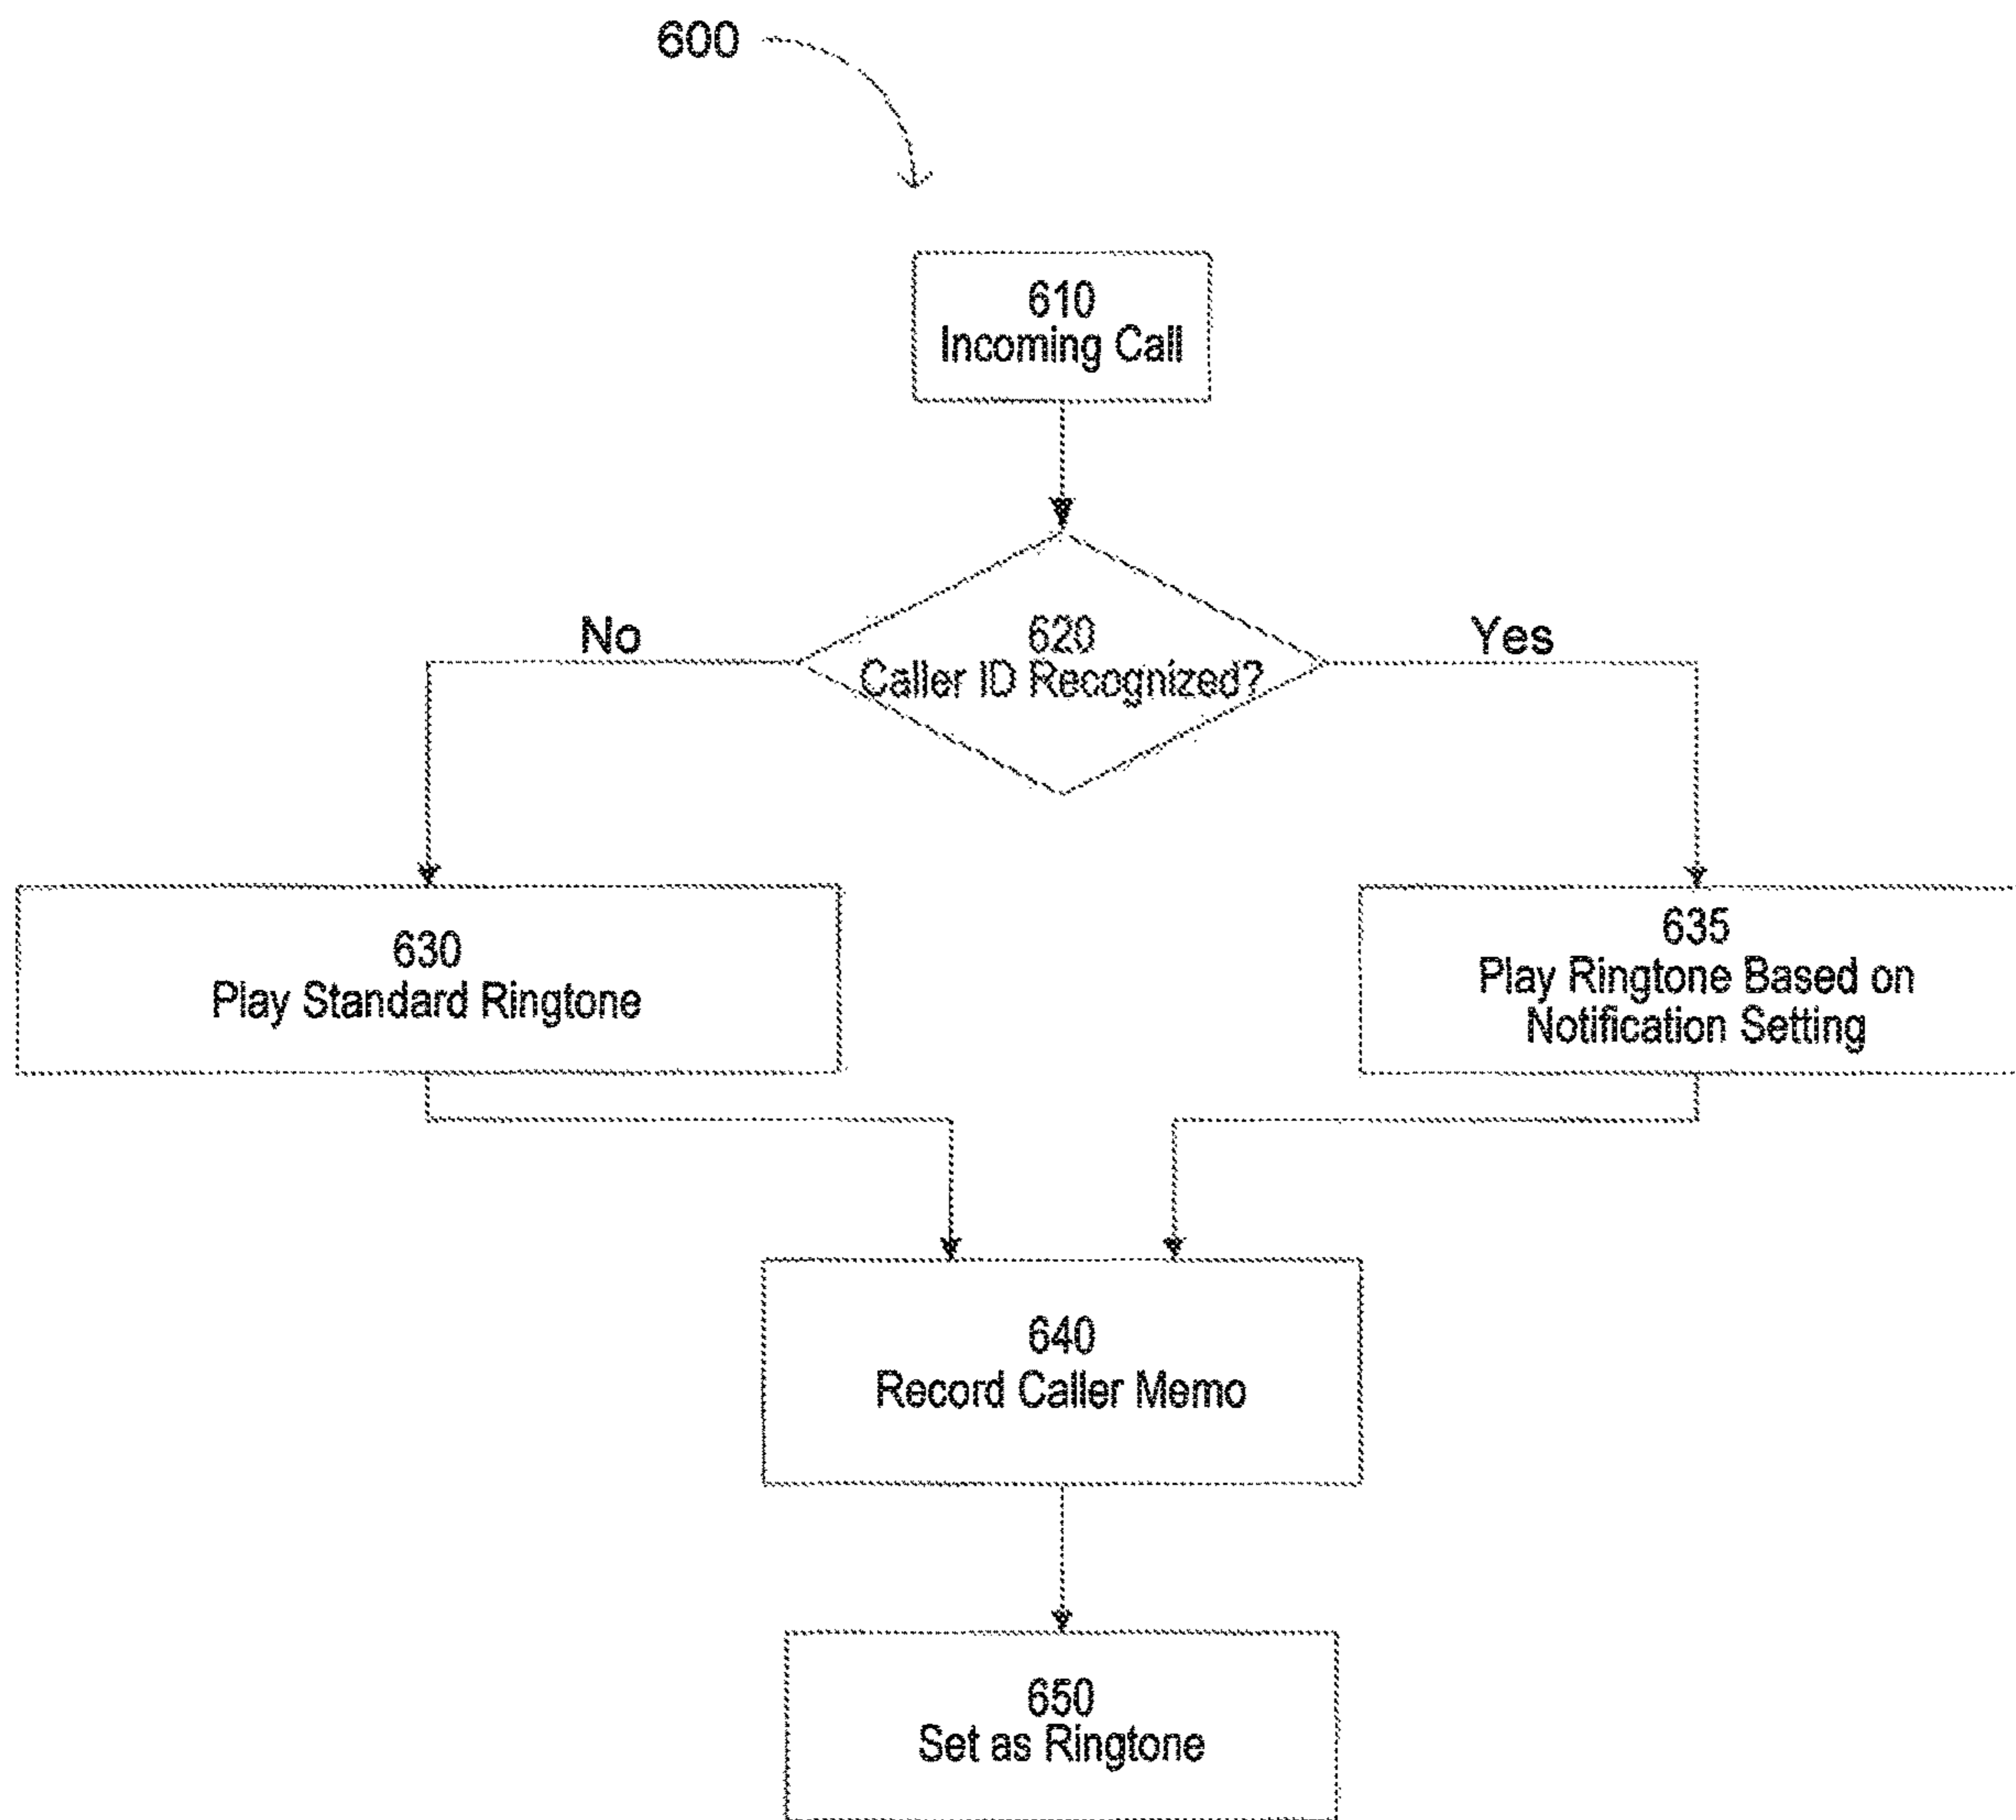 600
610
Incoming Call
620
Caller ID Recognized?
No
Yes
630
Play Standard Ringtone
635
Play Ringtone Based on
Notification Setting
640
Record Caller Memo
650
Set as Ringtone